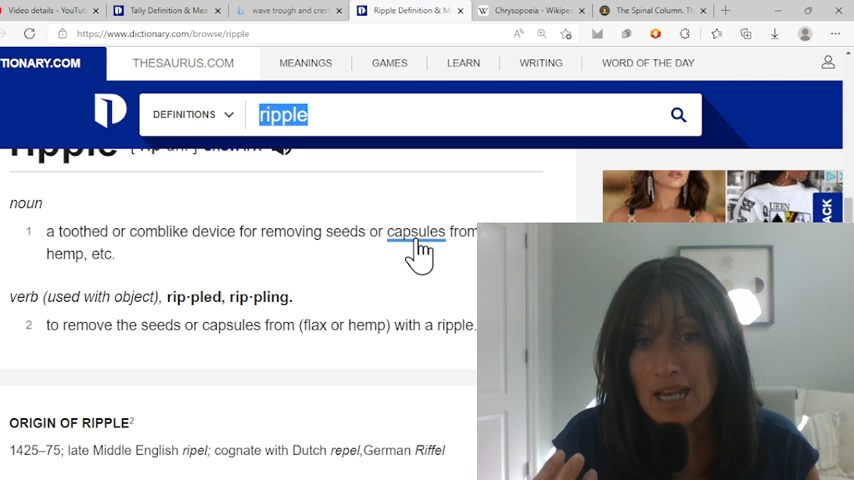 Video details - YouTu
Tally Definition & Mea
wave trough and crest
Ripple Definition & M
Chrysopoeia - Wikipe
The Spinal Column. Th
https://www.dictionary.com/browse/ripple
TIONARY.COM
THESAURUS.COM
MEANINGS
GAMES
LEARN
WRITING
WORD OF THE DAY
DEFINITIONS
ripple
noun
1 a toothed or comblike device for removing seeds or capsules from
hemp, etc.
verb (used with object), rip·pled, rip·pling.
2 to remove the seeds or capsules from (flax or hemp) with a ripple.
QUEEN
ACK
ORIGIN OF RIPPLE2
1425–75; late Middle English ripel; cognate with Dutch repel,German Riffel